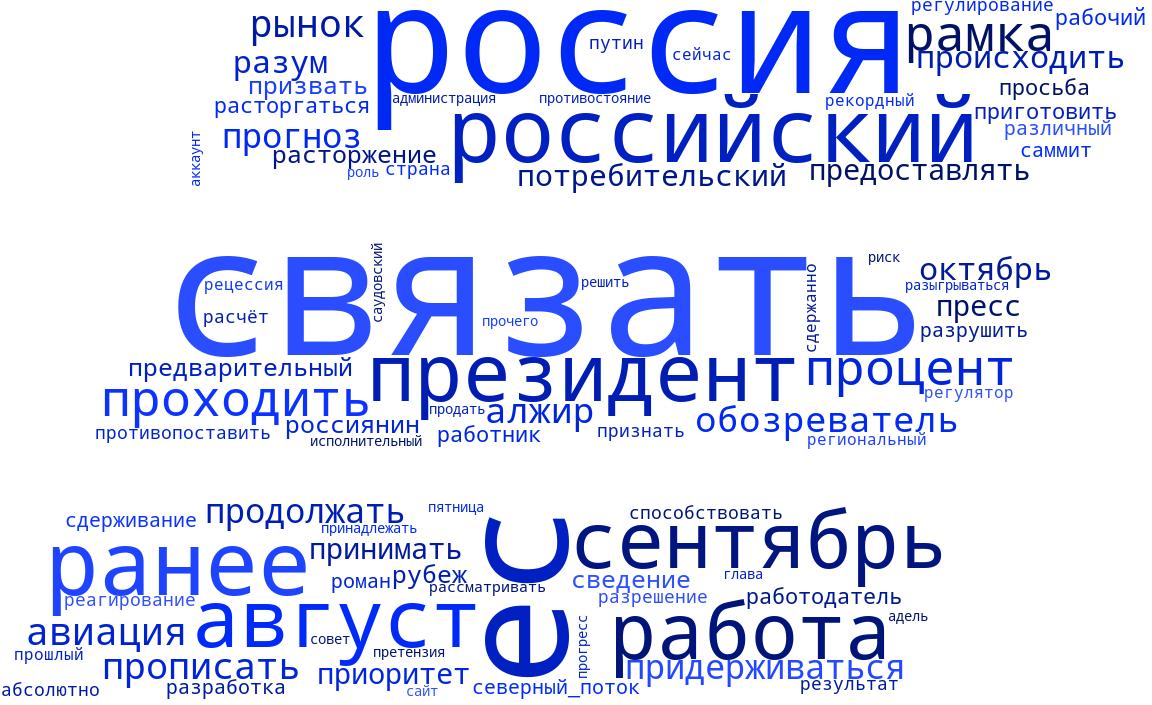 регулирование
рынок
россия
рабочий
путин
рамка
сейчас
происходить
разум
призвать
просьба
администрация
противостояние
рекордный
расторгаться
приготовить
прогноз
российский
различный
аккаунт
саммит
расторжение
роль
страна
потребительский
предоставлять
связать
саудовский
риск
октябрь
рецессия
решить
сдержанно
разыгрываться
пресс
расчёт
прочего
разрушить
предварительный
президент
процент
регулятор
проходить
продать
алжир
обозреватель
россиянин
противопоставить
исполнительный
работник
признать
региональный
продолжать
пятница
способствовать
сдерживание
принадлежать
ес
сентябрь
ранее
принимать
роман
рубеж
рассматривать
сведение
глава
реагирование
разрешение
работодатель
август
авиация
совет
прогресс
работа
адель
прошлый
претензия
прописать
приоритет
придерживаться
абсолютно
разработка
сайт
северный_поток
результат